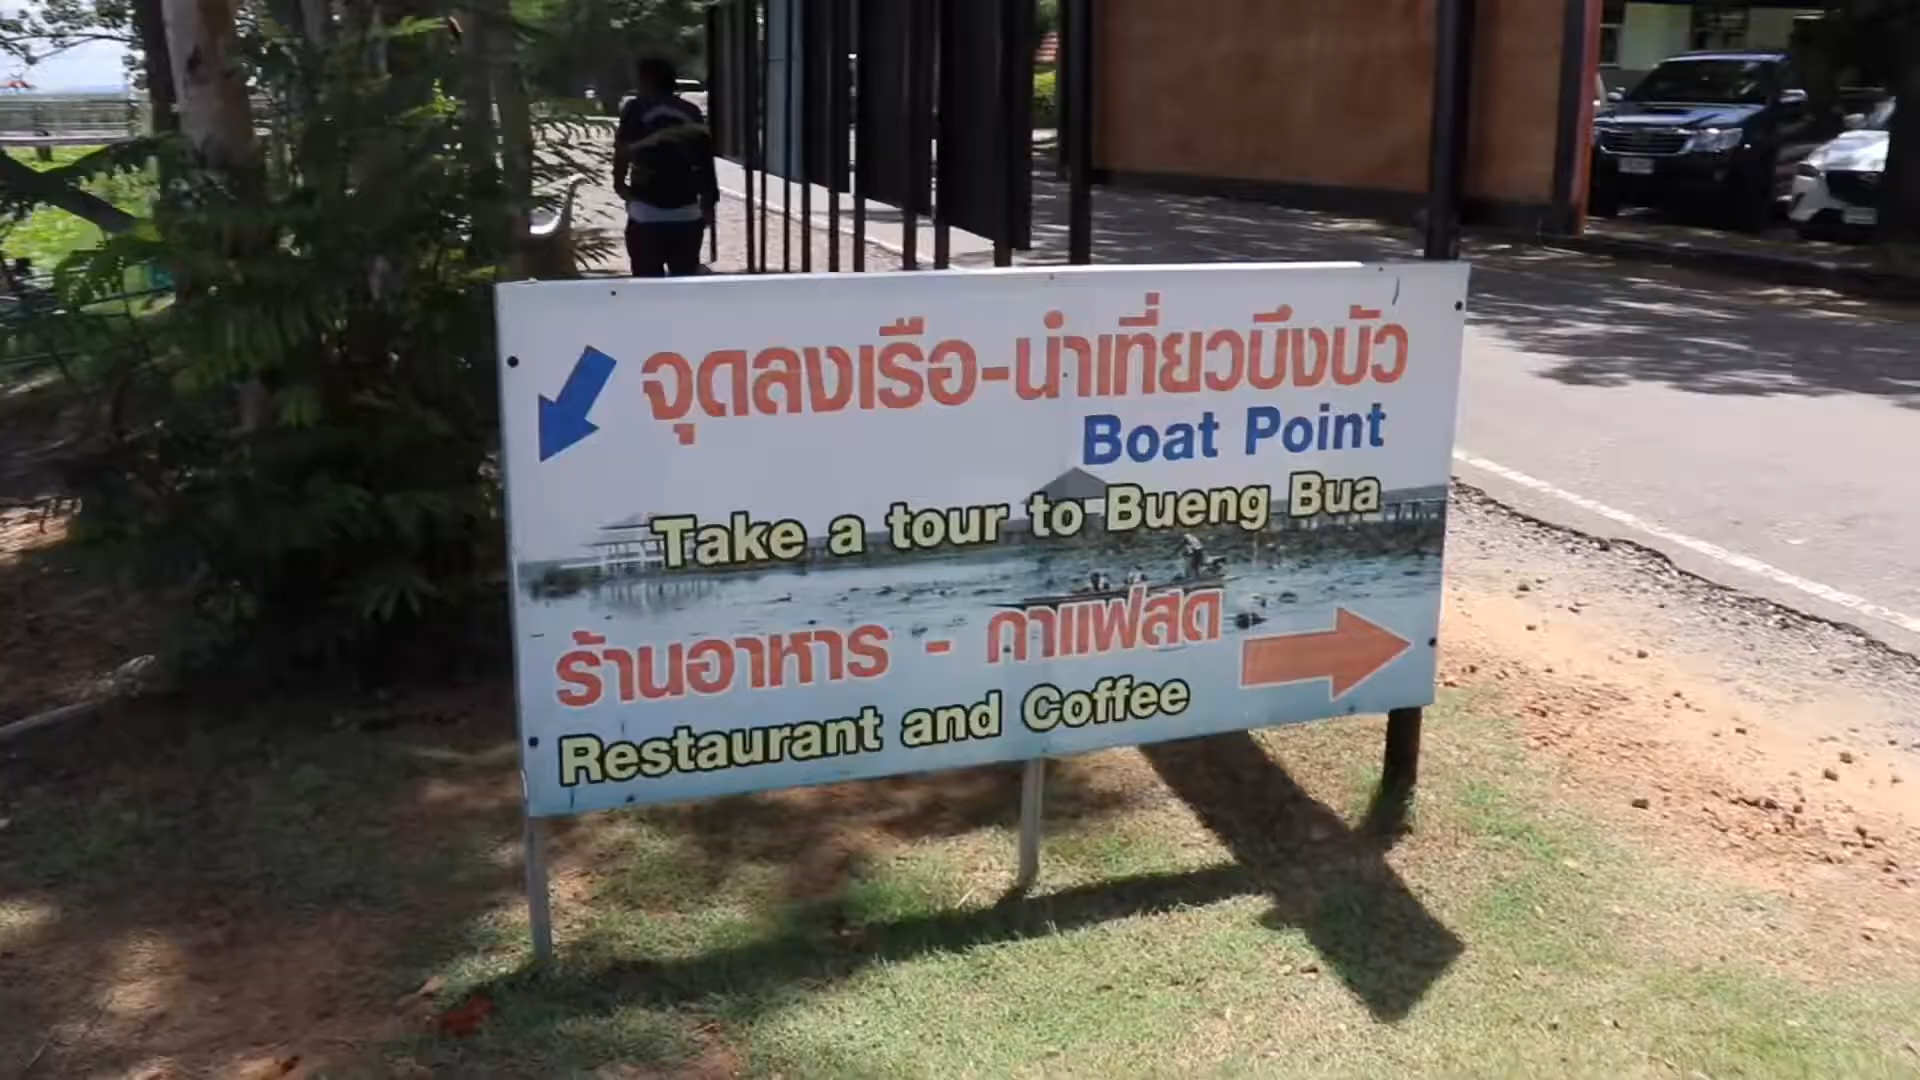 จุดลงเรือ-นำเที่ยวบึงบัว
Boat Point
Take a tour to Bueng Bua
ร้านอาหาร - กาแฟสด
Restaurant and Coffee